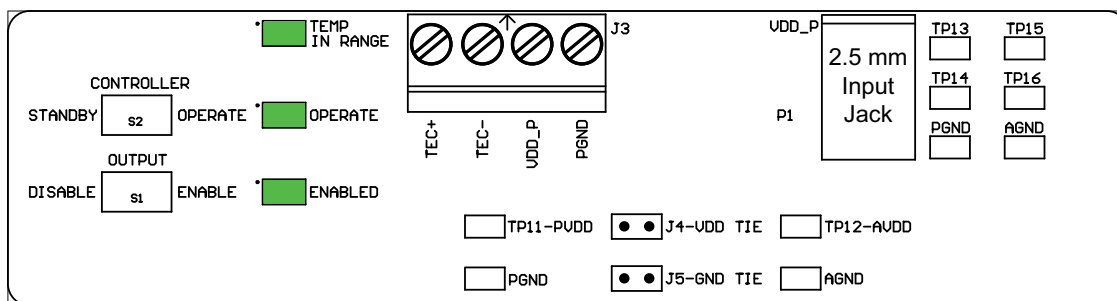 TEMP
IN RANGE
J3
VDD_P
2.5 mm
Input
Jack
TP13
TP15
CONTROLLER
STANDBY
S2
OPERATE
OPERATE
TP14
TP16
P1
PGND
AGND
TEC+
TEC-
VDD_P
PGND
OUTPUT
DISABLE
S1
ENABLE
ENABLED
TP11-PVDD
J4-VDD TIE
TP12-AVDD
PGND
J5-GND TIE
AGND